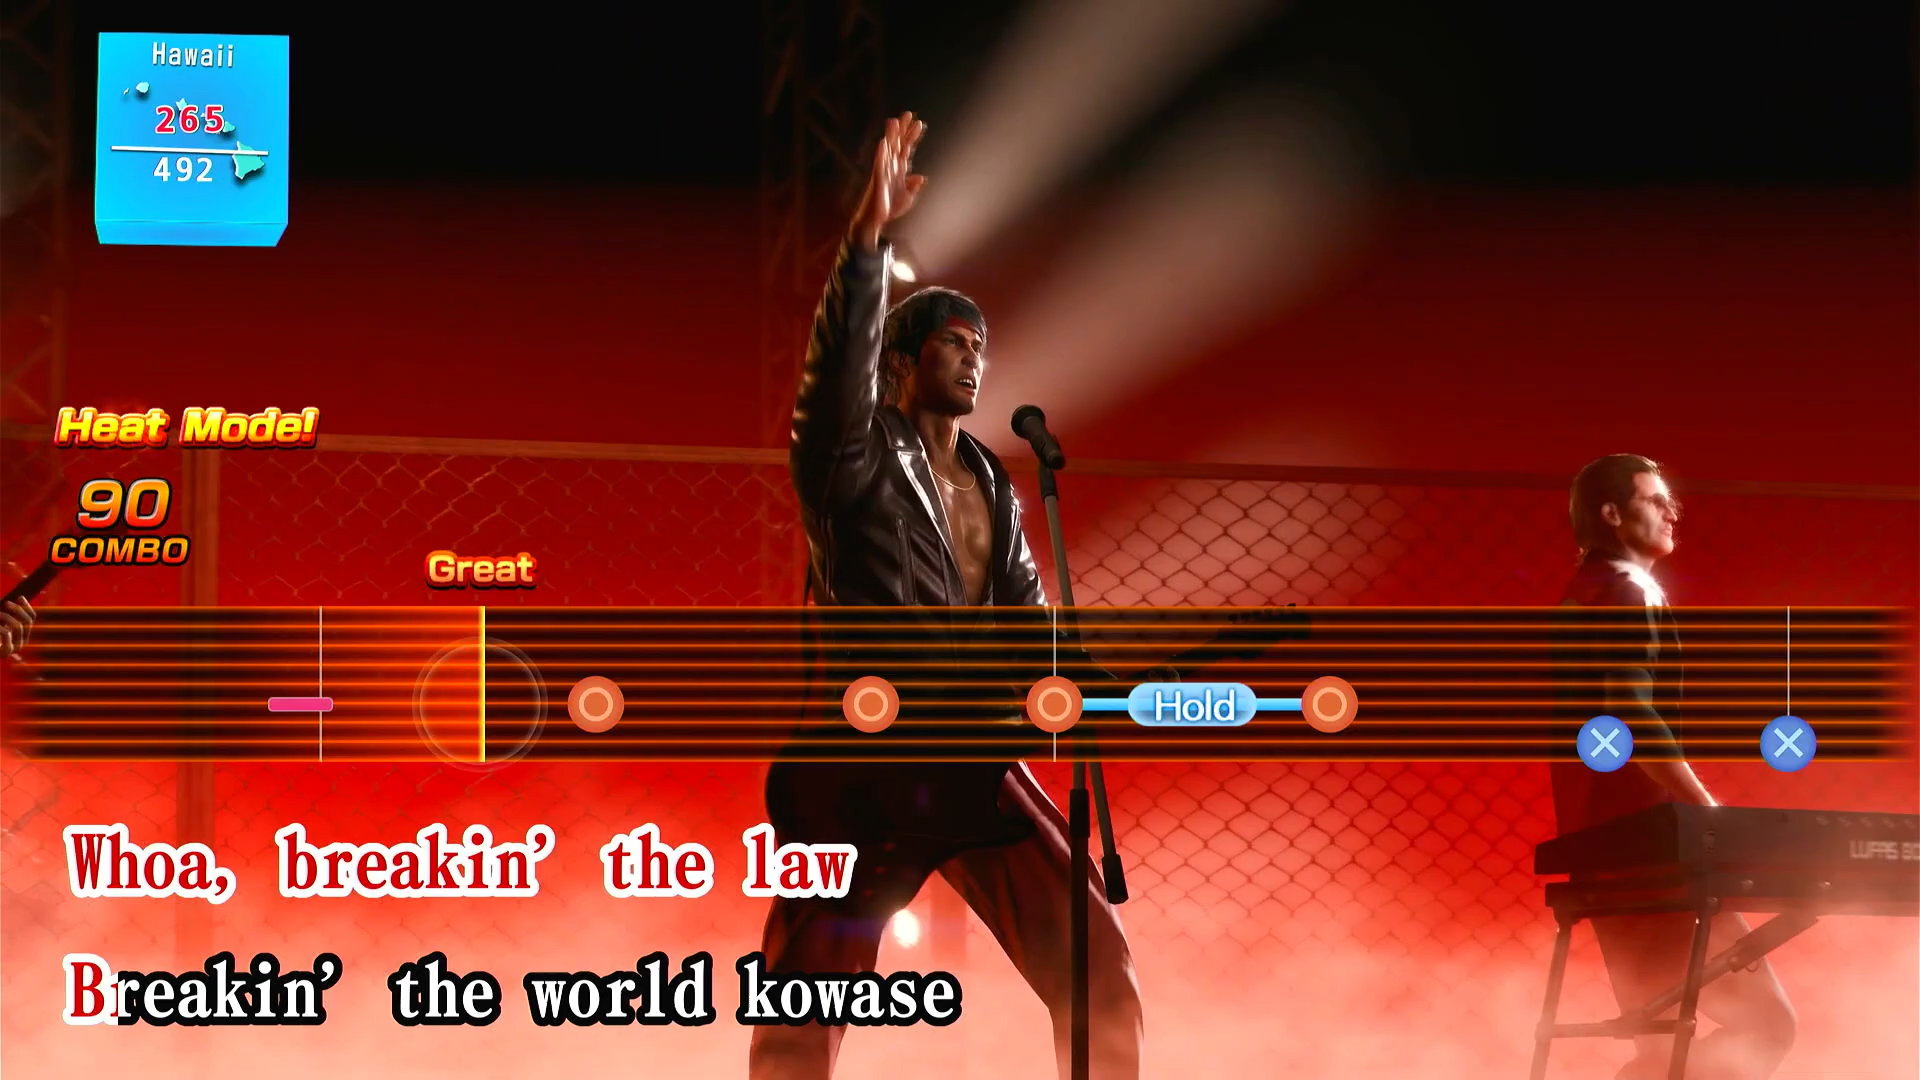 Hawaii
265
492
Heat Mode!
90
COMBO
Great
Hold
Whoa, breakin’ the law
Breakin’ the world kowase